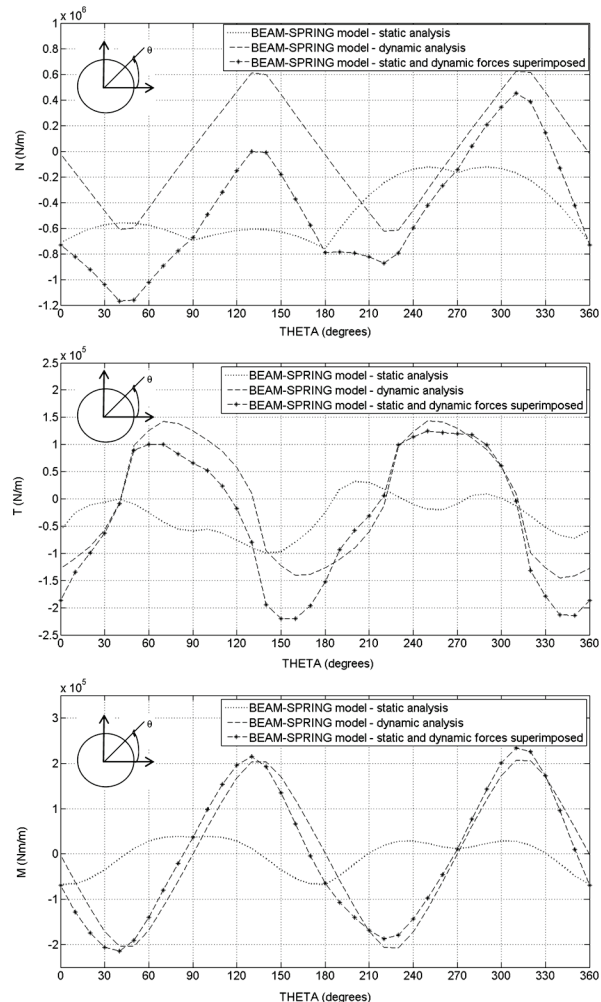 x 10^6
1
0.8
0.6
0.4
0.2
0
-0.2
-0.4
-0.6
-0.8
-1
-1.2
N (N/m)
θ
BEAM-SPRING model - static analysis
BEAM-SPRING model - dynamic analysis
BEAM-SPRING model - static and dynamic forces superimposed
0 30 60 90 120 150 180 210 240 270 300 330 360
THETA (degrees)
x 10^5
2.5
2
1.5
1
0.5
0
-0.5
-1
-1.5
-2
-2.5
T (N/m)
θ
BEAM-SPRING model - static analysis
BEAM-SPRING model - dynamic analysis
BEAM-SPRING model - static and dynamic forces superimposed
0 30 60 90 120 150 180 210 240 270 300 330 360
THETA (degrees)
x 10^5
3
2
1
0
-1
-2
M (Nm/m)
θ
BEAM-SPRING model - static analysis
BEAM-SPRING model - dynamic analysis
BEAM-SPRING model - static and dynamic forces superimposed
0 30 60 90 120 150 180 210 240 270 300 330 360
THETA (degrees)